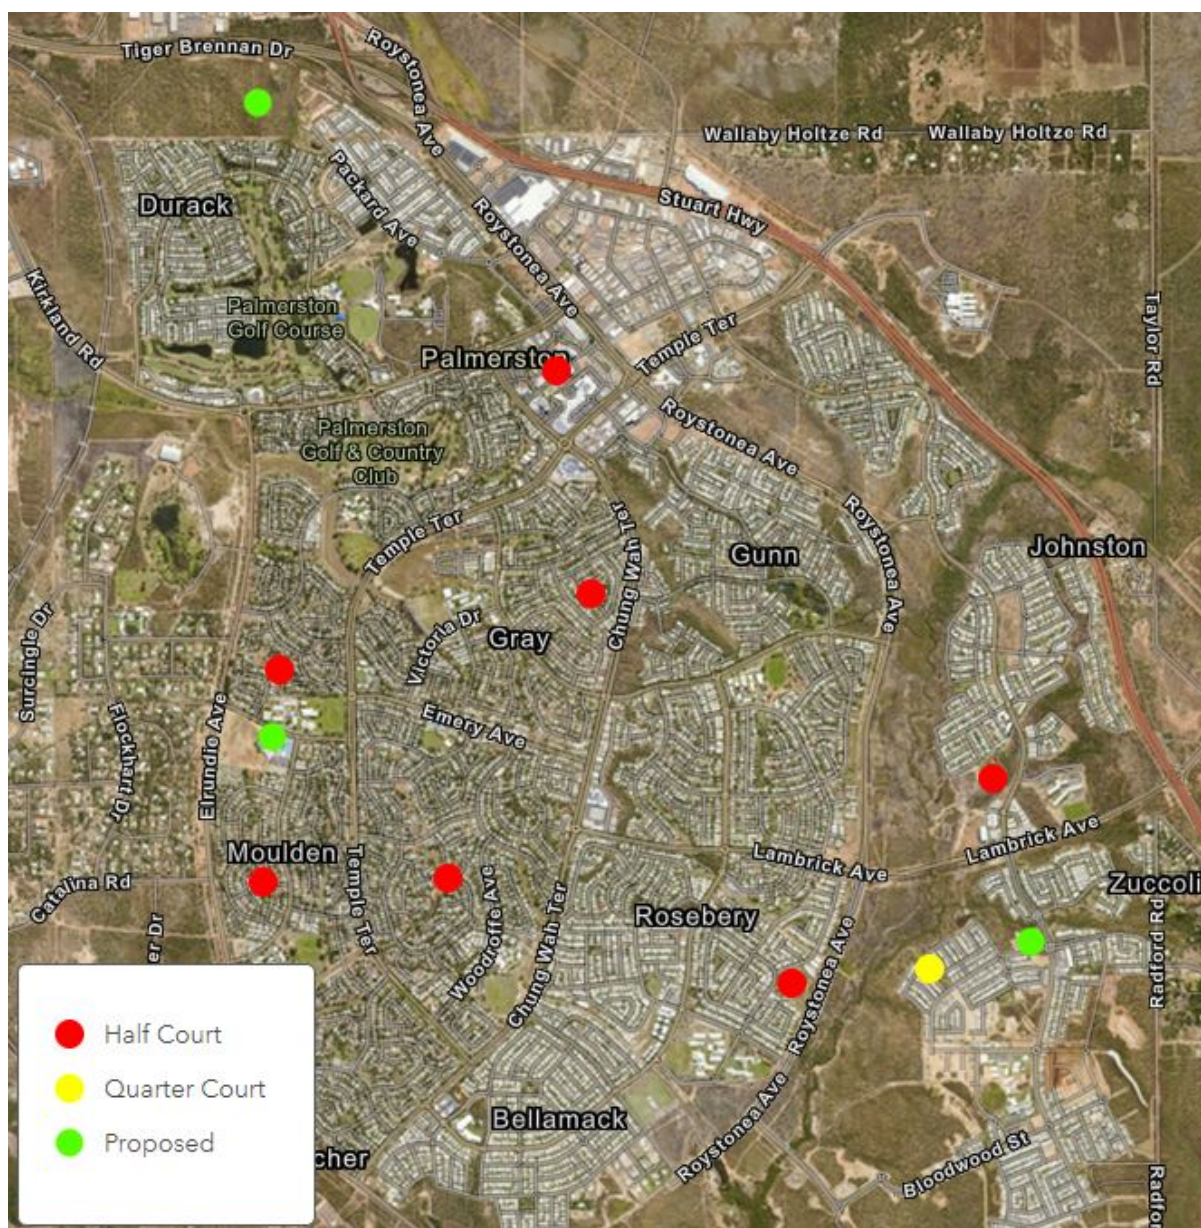 Tiger Brennan Dr
Roystonea Ave
Wallaby Holtze Rd
Wallaby Holtze Rd
Packard Ave
Durack
Stuart Hwy
Roystonea Ave
Kirkland Rd
Palmerston
Golf Course
Taylor Rd
Temple Ter
Palmerston
Palmerston
Golf & Country
Club
Roystonea Ave
Temple Ter
Chung Wah Ter
Roystonea Ave
Gunn
Johnston
Surcingle Dr
Victoria Dr
Gray
Flockhart Dr
Elrundie Ave
Emery Ave
Lambrick Ave
Lambrick Ave
Moulden
Temple Ter
Catalina Rd
Woodroffe Ave
Chung Wah Ter
Rosebery
Roystonea Ave
Zuccoli
Radford Rd
er Dr
Half Court
Quarter Court
Proposed
Bellamack
Roystonea Ave
Bloodwood St
cher
Radfo